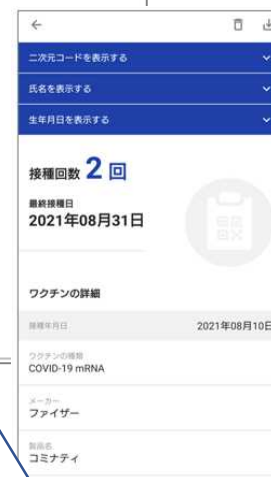 二次元コードを表示する
氏名を表示する
生年月日を表示する
接種回数 2 回
最終接種日
2021年08月31日
ワクチンの詳細
接種年月日 2021年08月10日
ワクチンの種類
COVID-19 mRNA
メーカー
ファイザー
製品名
コミナティ